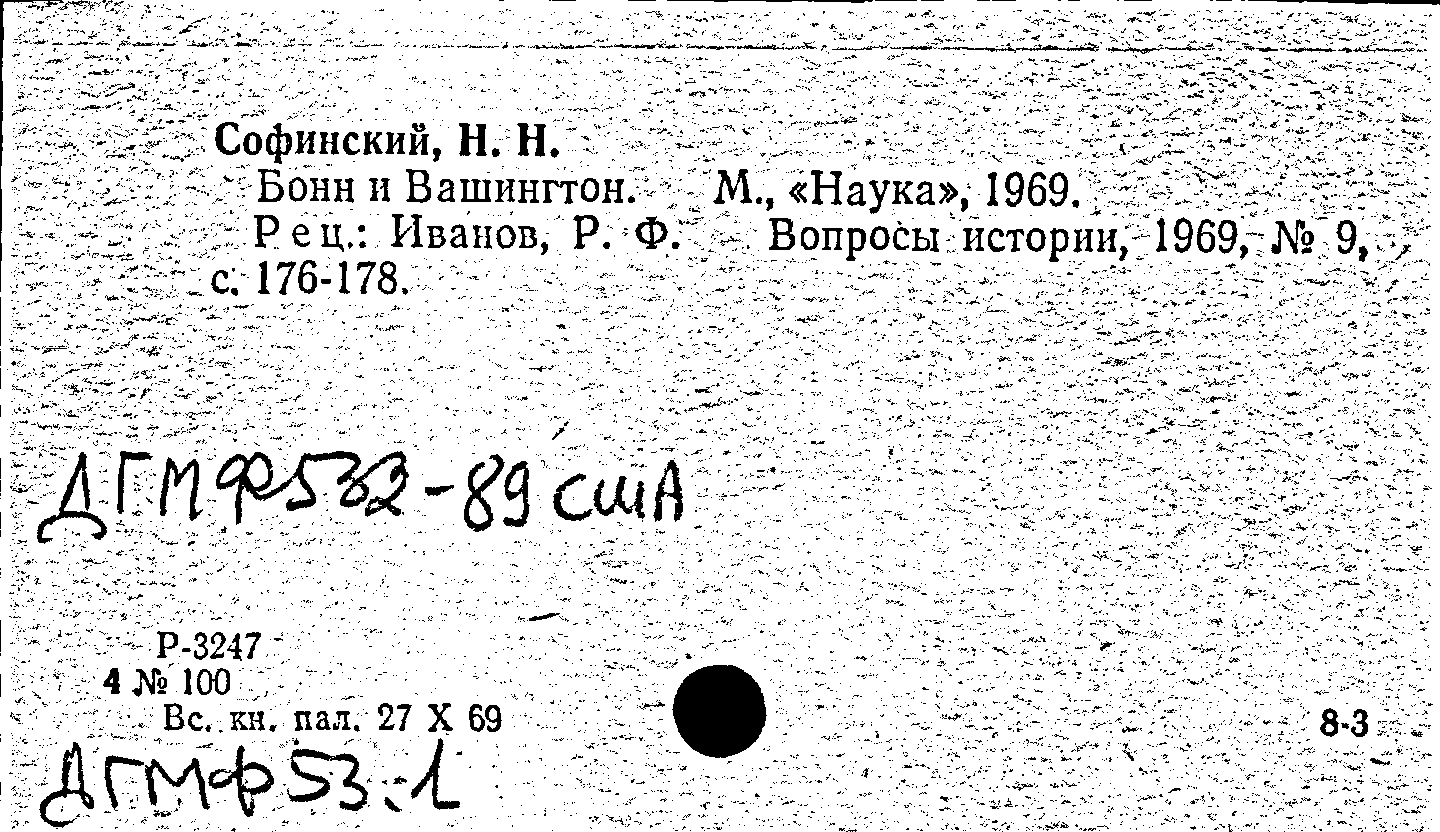 Софинский, Н. Н.
Бонн и Вашингтон. М., «Наука», 1969.
Рец.: Иванов, Р. Ф. Вопросы истории, 1969, № 9,
с. 176-178.
ДГМФ532-89 США
Р-3247
4 № 100
Вс. кн. пал. 27 X 69
8-3
ДГМФ53:1